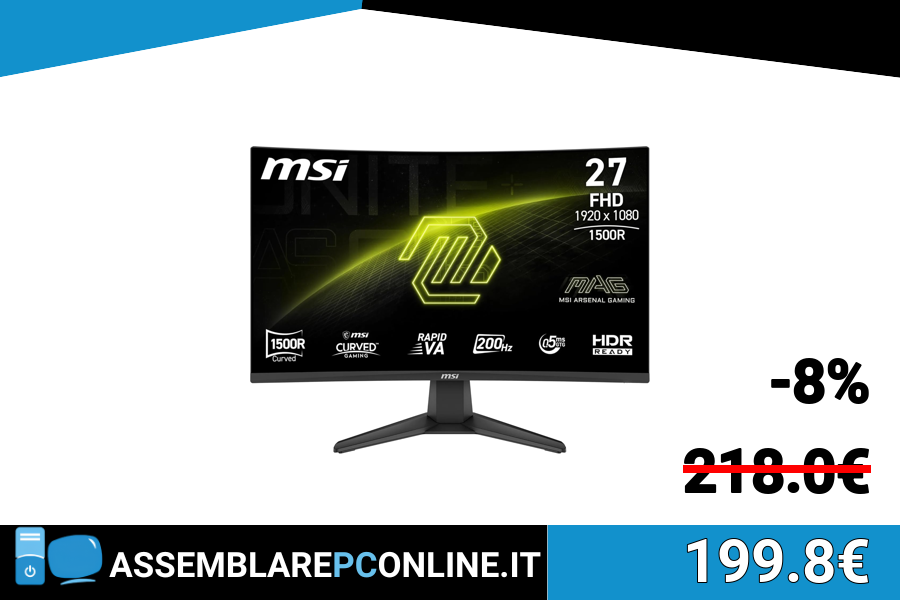 msi
27
FHD
1920 x 1080
1500R
MAG
MSI ARSENAL GAMING
1500R
Curved
msi
CURVED
GAMING
RAPID
VA
200Hz
0.5ms
GTG
HDR
READY
msi
-8%
218.0€
ASSEMBLAREPCONLINE.IT
199.8€